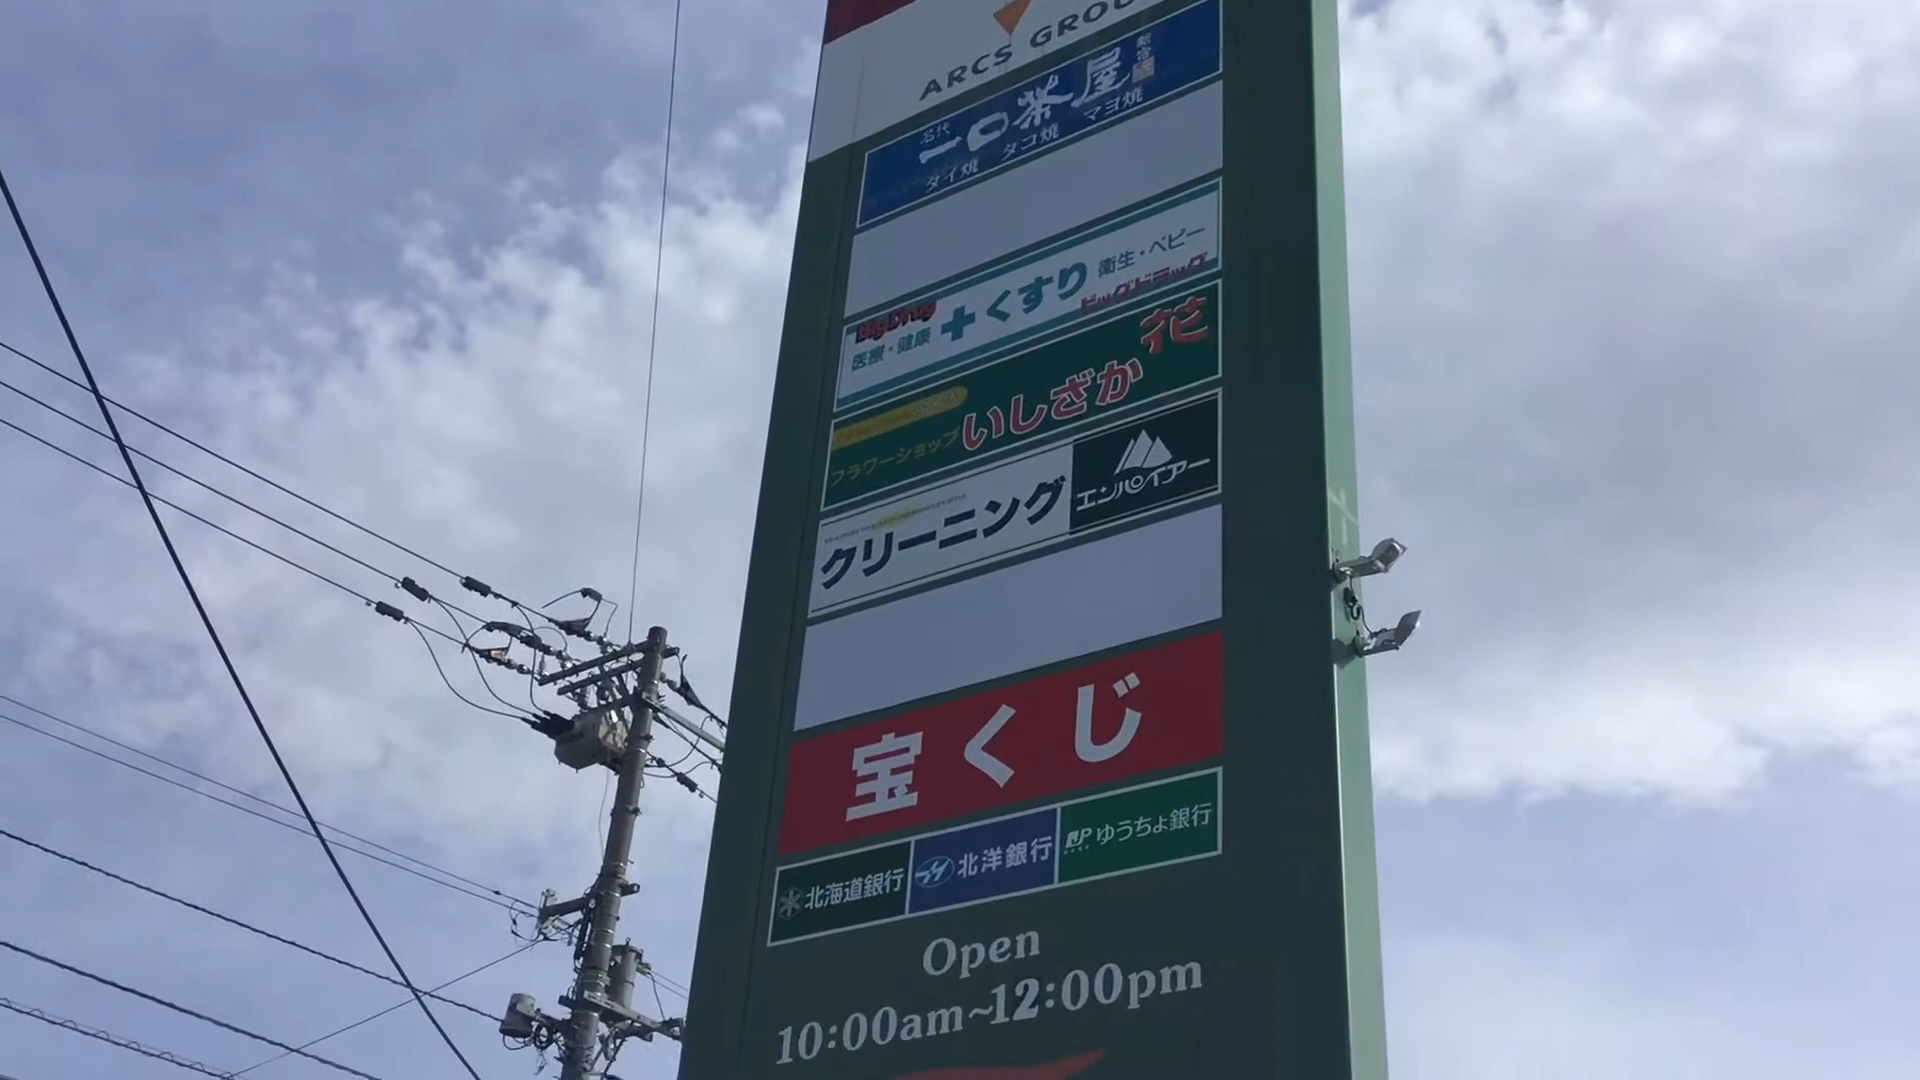 ARCS GROU
名代 一口茶屋
タイ焼 タコ焼 マヨ焼
Big Drug
医療・健康 くすり 衛生・ベビー
ビッグドラッグ
フラワーショップ いしざか 花
クリーニング エンパイアー
宝くじ
北海道銀行 北洋銀行 JP ゆうちょ銀行
Open
10:00am~12:00pm